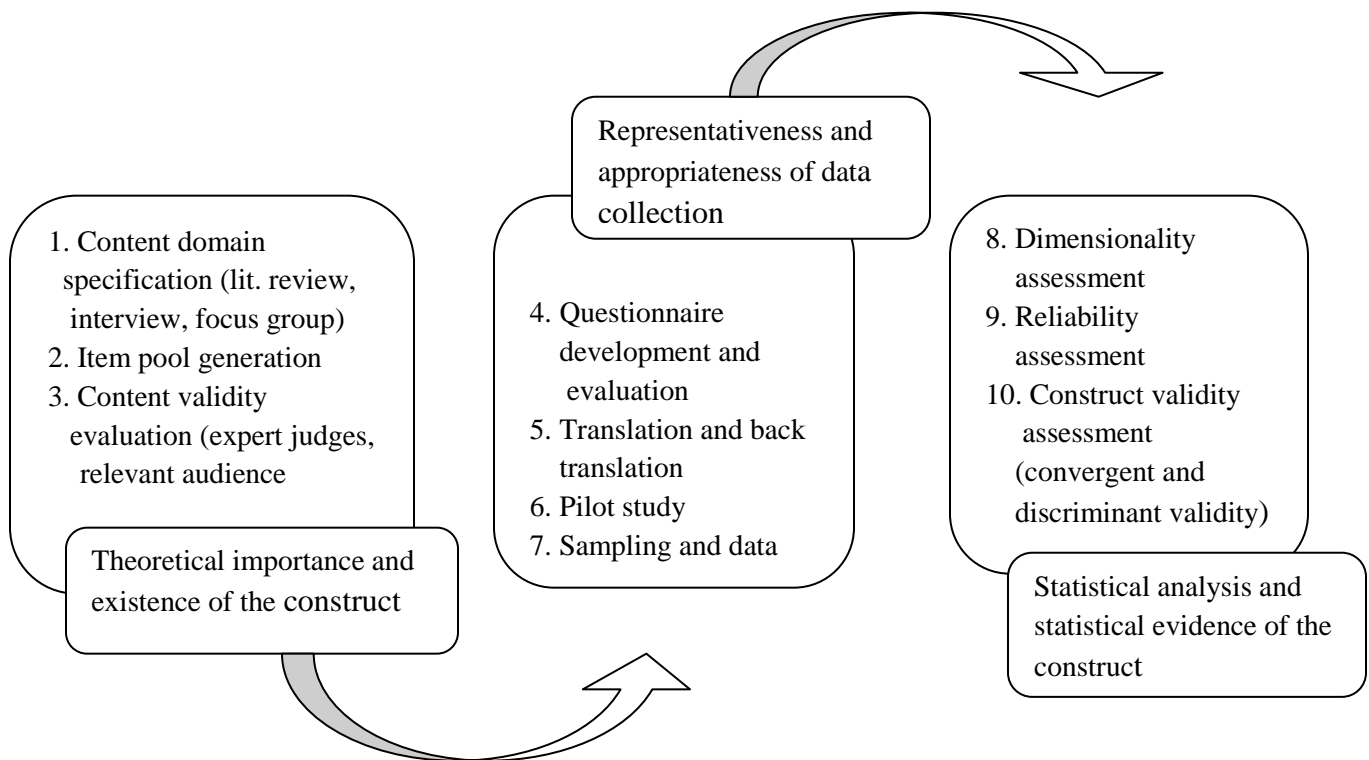 1. Content domain
specification (lit. review,
interview, focus group)
2. Item pool generation
3. Content validity
evaluation (expert judges,
relevant audience
Theoretical importance and
existence of the construct
Representativeness and
appropriateness of data
collection
4. Questionnaire
development and
evaluation
5. Translation and back
translation
6. Pilot study
7. Sampling and data
8. Dimensionality
assessment
9. Reliability
assessment
10. Construct validity
assessment
(convergent and
discriminant validity)
Statistical analysis and
statistical evidence of the
construct